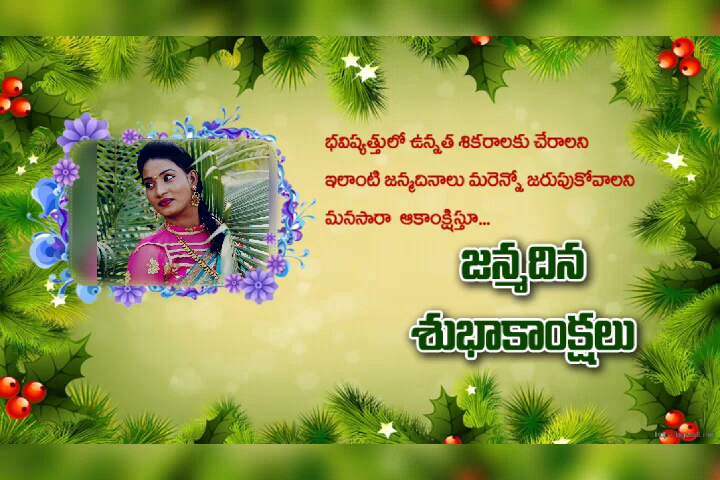 భవిష్యత్తులో ఉన్నత శికరాలకు చేరాలని
ఇలాంటి జన్మదినాలు మరెన్నో జరుపుకోవాలని
మనసారా ఆకాంక్షిస్తూ...
జన్మదిన
శుభాకాంక్షలు